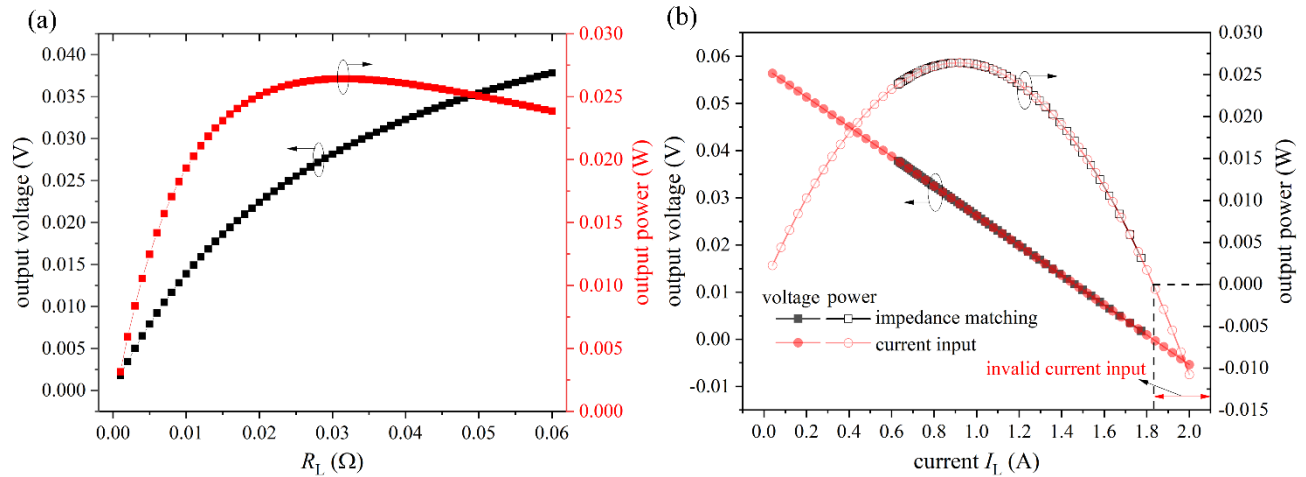 (a)
output voltage (V)
0.040
0.035
0.030
0.025
0.020
0.015
0.010
0.005
0.000
0.00 0.01 0.02 0.03 0.04 0.05 0.06
R_L (Ω)
0.030
0.025
0.020
0.015
0.010
0.005
0.000
output power (W)
(b)
output voltage (V)
0.06
0.05
0.04
0.03
0.02
0.01
0.00
-0.01
voltage power
impedance matching
current input
invalid current input
0.0 0.2 0.4 0.6 0.8 1.0 1.2 1.4 1.6 1.8 2.0
current I_L (A)
0.030
0.025
0.020
0.015
0.010
0.005
0.000
-0.005
-0.010
-0.015
output power (W)